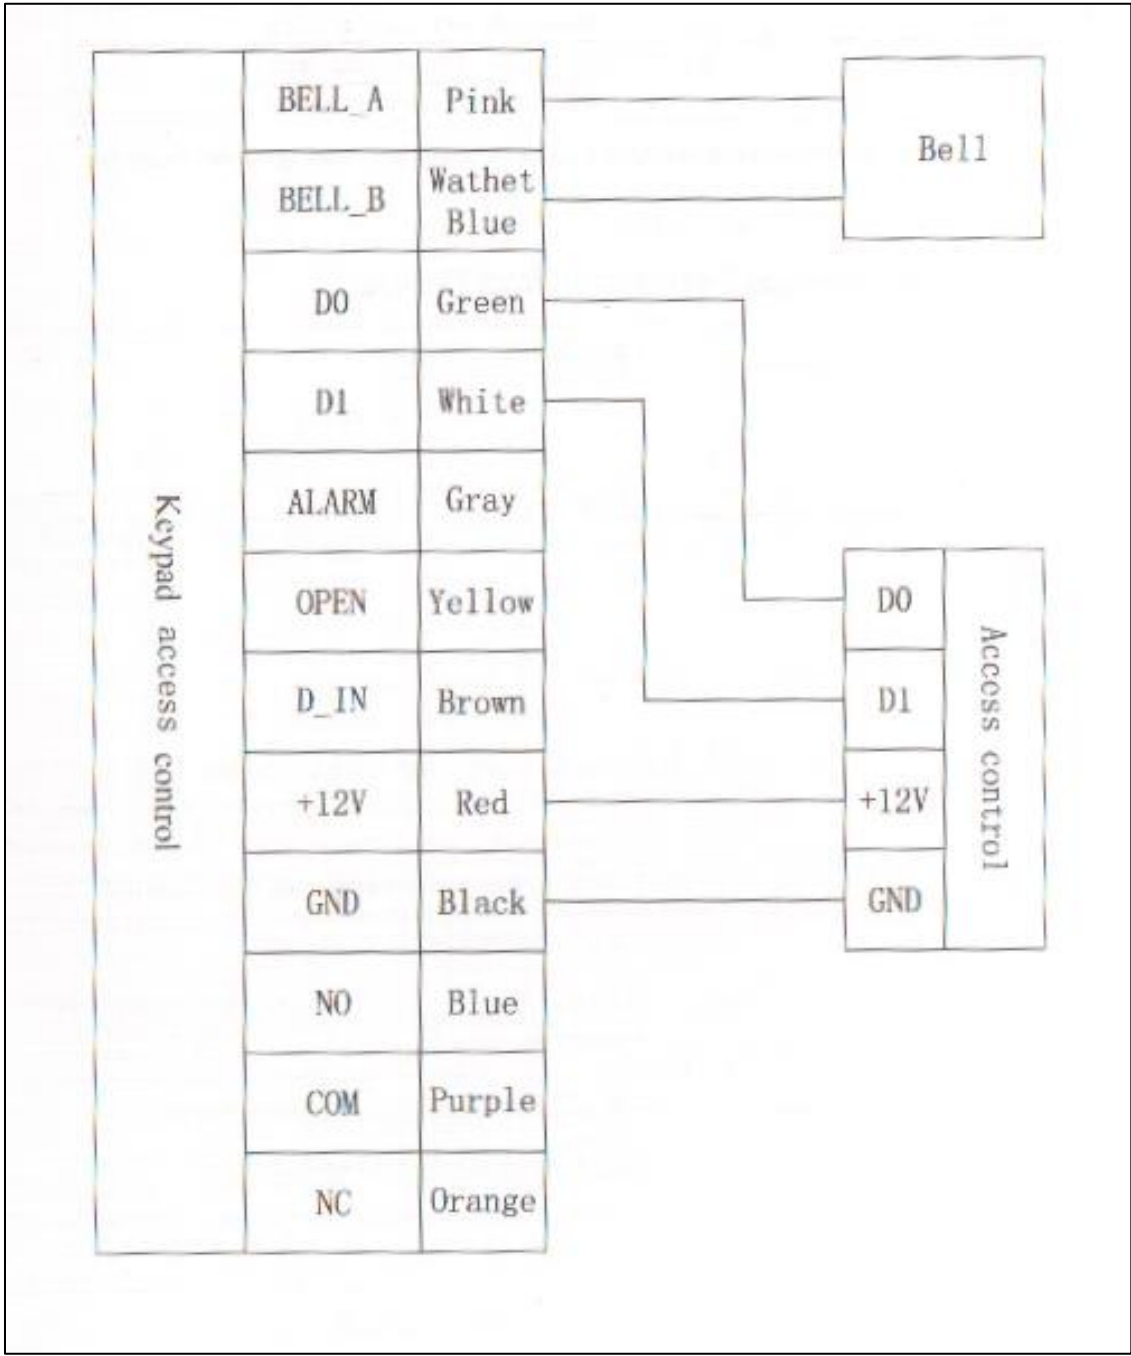 Keypad access control
BELL_A Pink
Bell
BELL_B Wathet
Blue
D0 Green
D1 White
ALARM Gray
OPEN Yellow
D_IN Brown
+12V Red
GND Black
NO Blue
COM Purple
NC Orange
D0
D1
+12V
GND
Access control